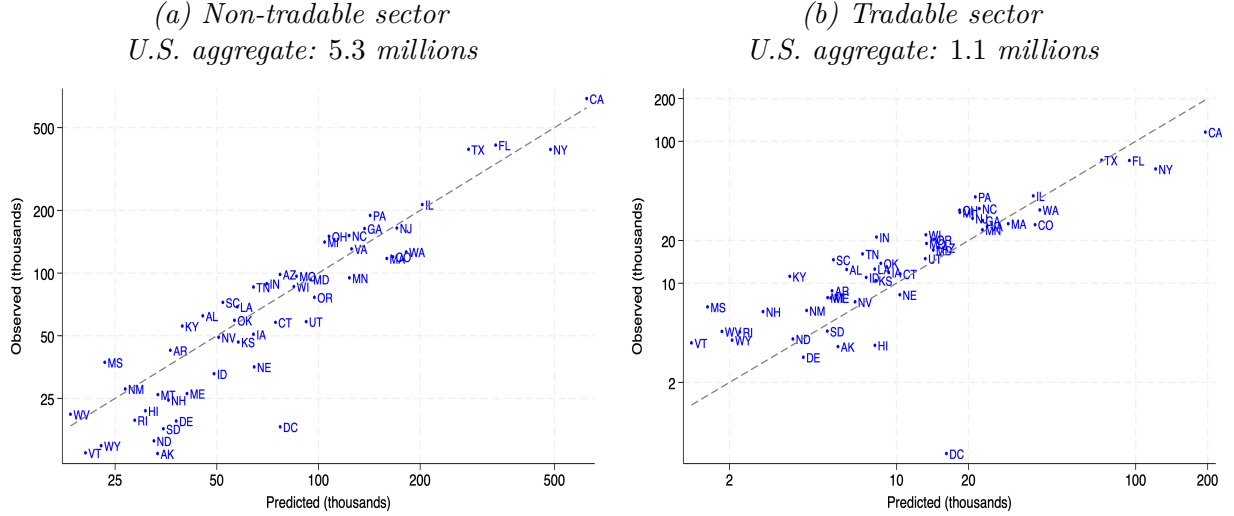 (a) Non-tradable sector
U.S. aggregate: 5.3 millions
500
200
100
50
25
Observed (thousands)
CA
TX
FL
NY
IL
PA
GA
NJ
OH
NC
MI
VA
WA
CO
MA
AZ
MO
MD
MN
TN
IN
WI
OR
SC
LA
AL
OK
CT
UT
KY
NV
KS
IA
AR
MS
ID
NE
NM
MT
ME
NH
WV
HI
RI
DE
SD
DC
ND
WY
VT
AK
25
50
100
200
500
Predicted (thousands)
(b) Tradable sector
U.S. aggregate: 1.1 millions
200
100
20
10
2
Observed (thousands)
CA
TX
FL
NY
PA
IL
OH
NC
WA
GA
MA
CO
MN
IN
WI
OR
AZ
UT
TN
SC
OK
AL
LA
IA
CT
KY
ID
KS
AR
ME
NE
NV
MS
NH
NM
WV
RI
SD
VT
WY
ND
AK
HI
DE
DC
2
10
20
100
200
Predicted (thousands)